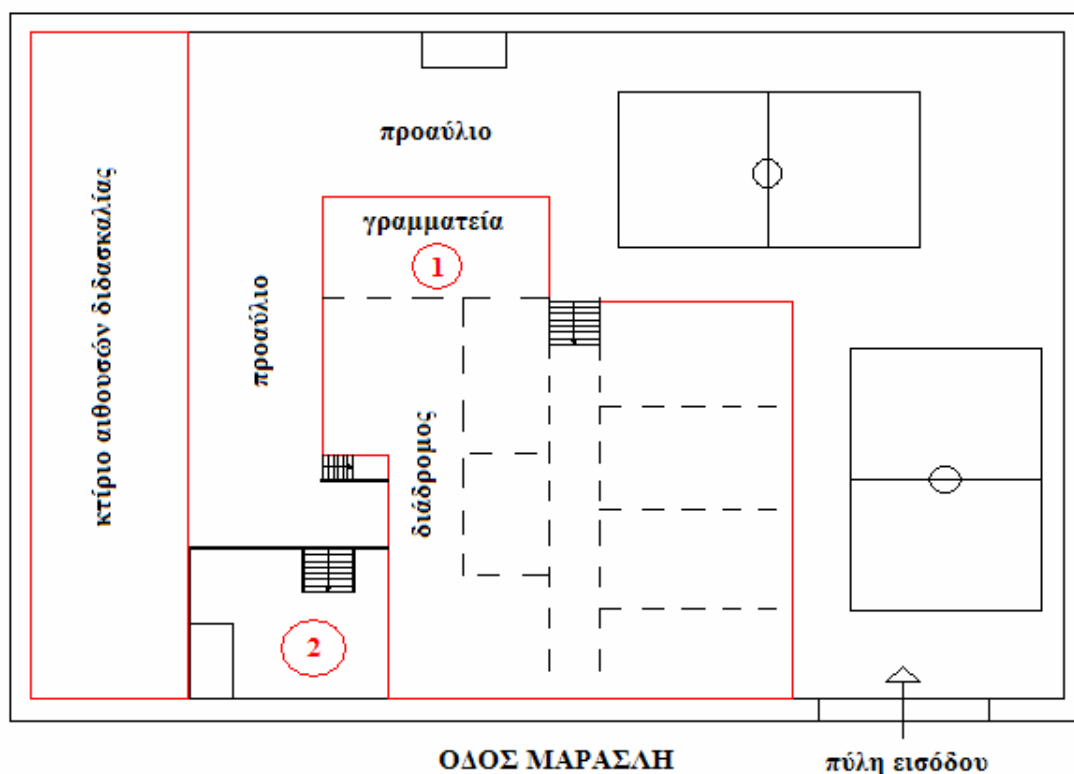 προαύλιο
γραμματεία
1
κτίριο αιθουσών διδασκαλίας
προαύλιο
διάδρομος
2
ΟΔΟΣ ΜΑΡΑΣΛΗ
πύλη εισόδου